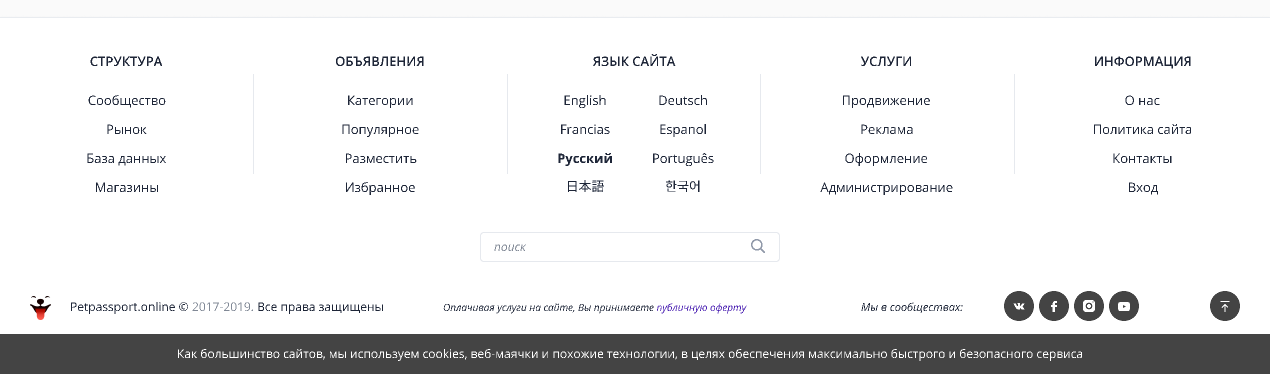 СТРУКТУРА
Сообщество
Рынок
База данных
Магазины
ОБЪЯВЛЕНИЯ
Категории
Популярное
Разместить
Избранное
ЯЗЫК САЙТА
English Deutsch
Francias Espanol
Русский Português
日本語 한국어
УСЛУГИ
Продвижение
Реклама
Оформление
Администрирование
ИНФОРМАЦИЯ
О нас
Политика сайта
Контакты
Вход
поиск
Petpassport.online © 2017-2019. Все права защищены
Оплачивая услуги на сайте, Вы принимаете публичную оферту
Мы в сообществах:
Как большинство сайтов, мы используем cookies, веб-маячки и похожие технологии, в целях обеспечения максимально быстрого и безопасного сервиса